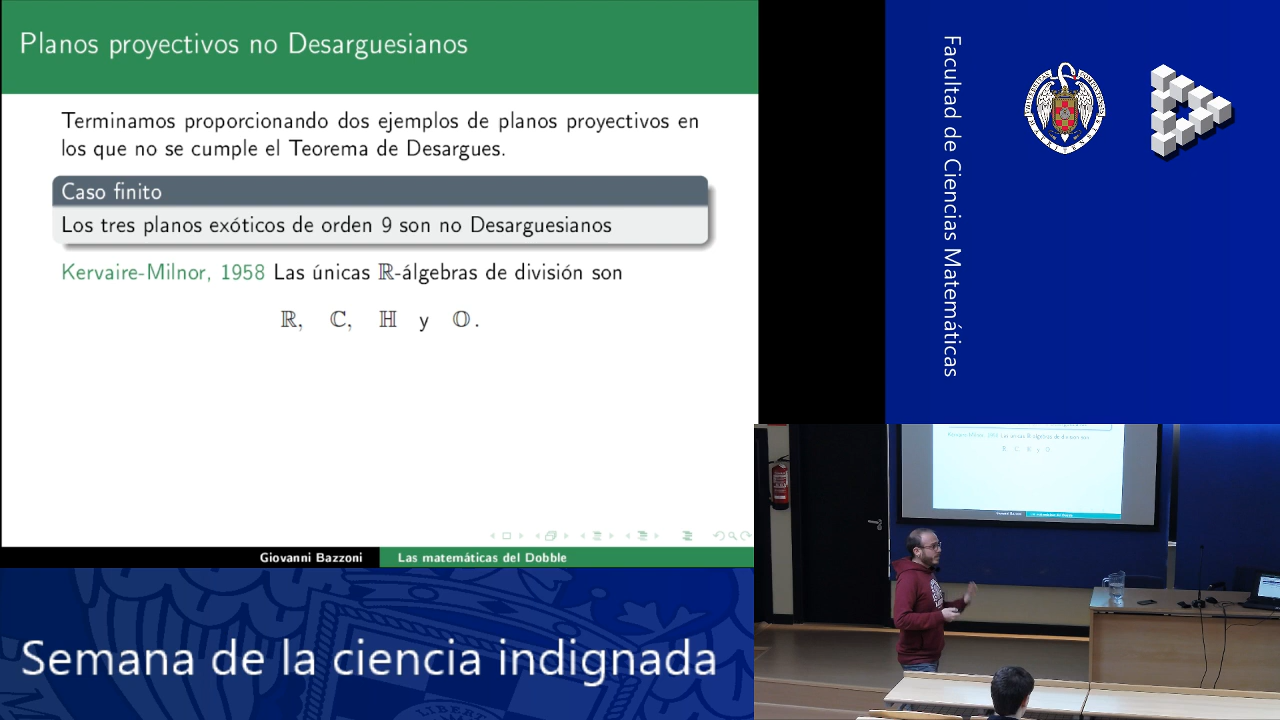 Planos proyectivos no Desarguesianos
Terminamos proporcionando dos ejemplos de planos proyectivos en
los que no se cumple el Teorema de Desargues.
Caso finito
Los tres planos exóticos de orden 9 son no Desarguesianos
Kervaire-Milnor, 1958 Las únicas ℝ-álgebras de división son
ℝ, ℂ, ℍ y 𝕆.
Giovanni Bazzoni
Las matemáticas del Dobble
Semana de la ciencia indignada
Facultad de Ciencias Matemáticas